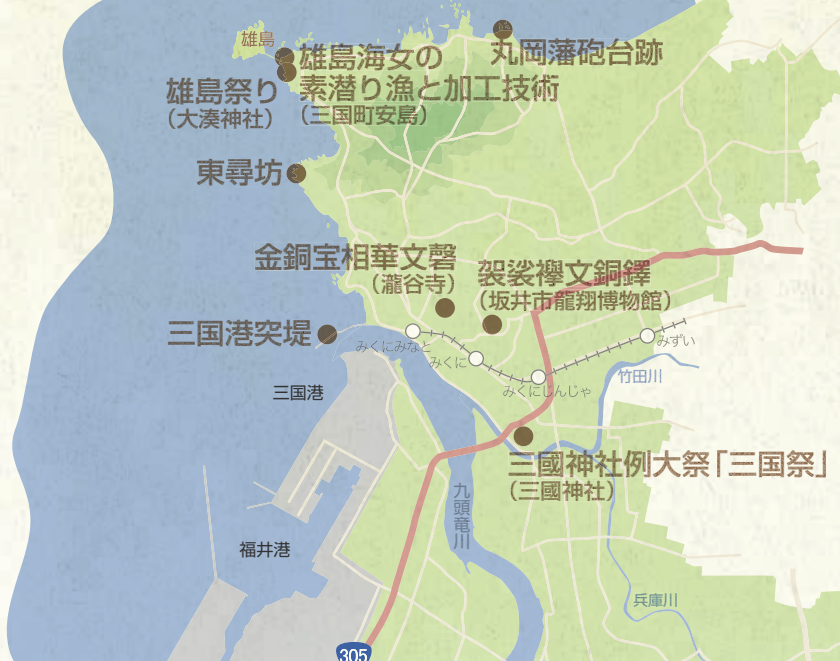 雄島
雄島海女の
素潜り漁と加工技術
(三国町安島)
丸岡藩砲台跡
雄島祭り
(大湊神社)
東尋坊
金銅宝相華文磬
(瀧谷寺)
袈裟襷文銅鐸
(坂井市龍翔博物館)
三国港突堤
みくにみなと
みくに
みくにじんじゃ
みずい
竹田川
三国港
三國神社例大祭「三国祭」
(三國神社)
九頭竜川
福井港
兵庫川
305